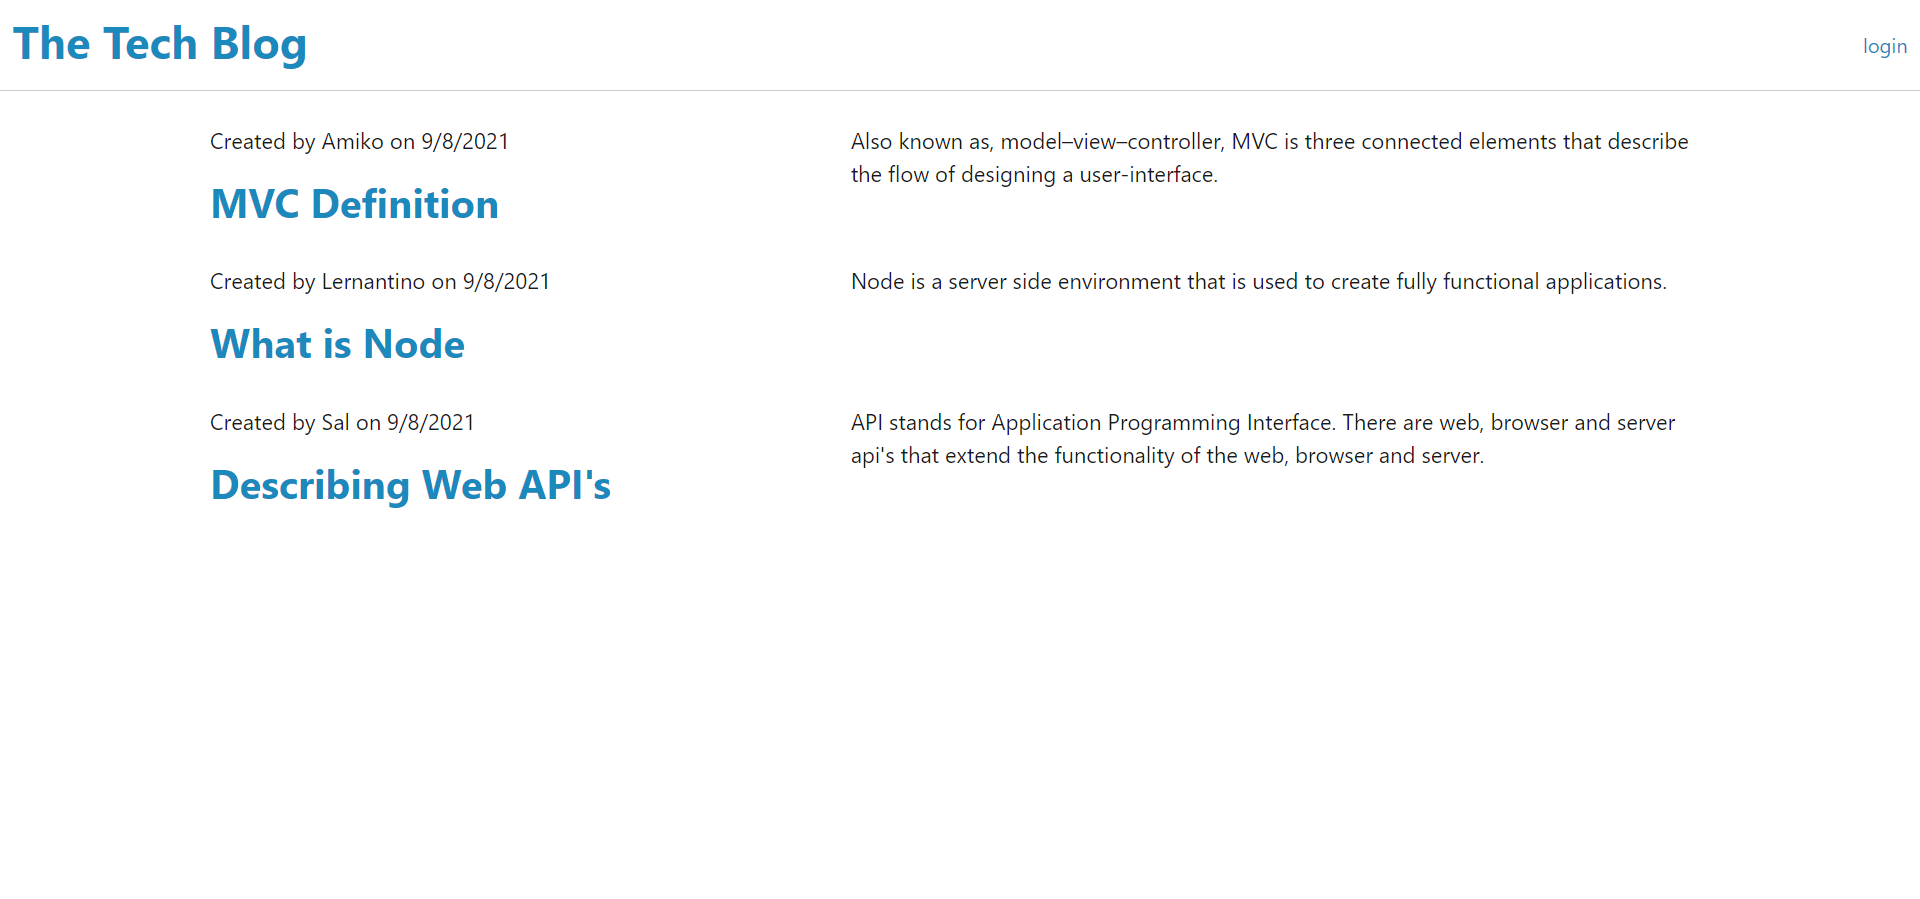 The Tech Blog
login
Created by Amiko on 9/8/2021
MVC Definition
Also known as, model–view–controller, MVC is three connected elements that describe
the flow of designing a user-interface.
Created by Lernantino on 9/8/2021
What is Node
Node is a server side environment that is used to create fully functional applications.
Created by Sal on 9/8/2021
Describing Web API's
API stands for Application Programming Interface. There are web, browser and server
api's that extend the functionality of the web, browser and server.